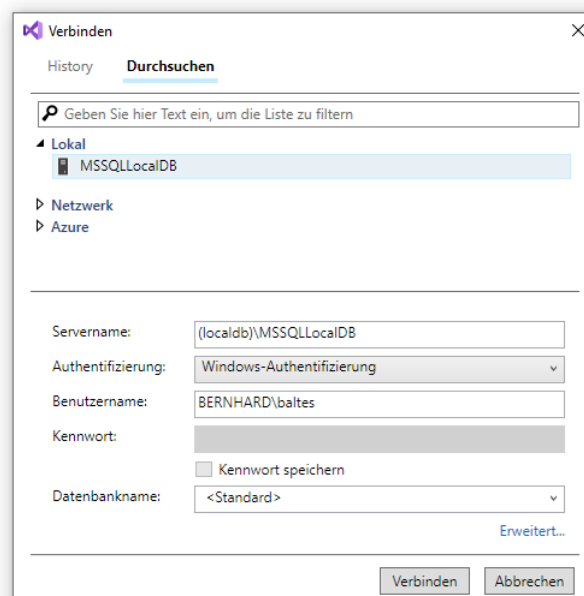 Verbinden
History Durchsuchen
Geben Sie hier Text ein, um die Liste zu filtern
Lokal
MSSQLLocalDB
Netzwerk
Azure
Servername: (localdb)\MSSQLLocalDB
Authentifizierung: Windows-Authentifizierung
Benutzername: BERNHARD\baltes
Kennwort:
Kennwort speichern
Datenbankname: <Standard>
Erweitert...
Verbinden Abbrechen